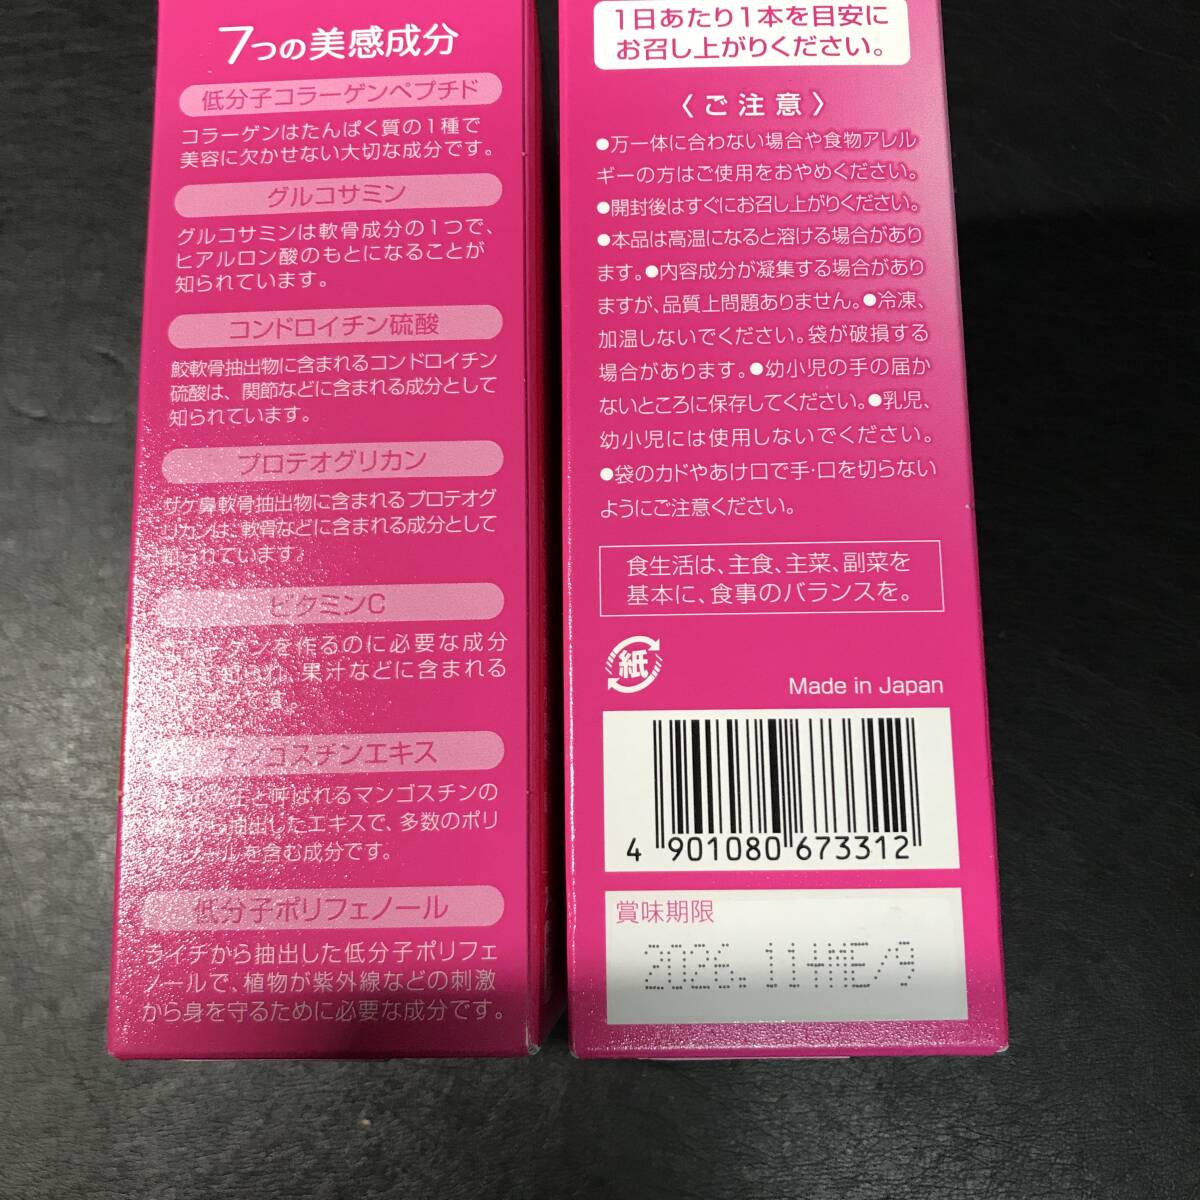 7つの美感成分
低分子コラーゲンペプチド
コラーゲンはたんぱく質の1種で
美容に欠かせない大切な成分です。
グルコサミン
グルコサミンは軟骨成分の1つで、
ヒアルロン酸のもとになることが
知られています。
コンドロイチン硫酸
鮫軟骨抽出物に含まれるコンドロイチン
硫酸は、関節などに含まれる成分として
知られています。
プロテオグリカン
サケ鼻軟骨抽出物に含まれるプロテオグ
リカンは、軟骨などに含まれる成分として
知られています。
ビタミンC
コラーゲンを作るのに必要な成分
果汁などに含まれる
す。
マンゴスチンエキス
と呼ばれるマンゴスチンの
から抽出したエキスで、多数のポリ
フェノールを含む成分です。
低分子ポリフェノール
ライチから抽出した低分子ポリフェ
ノールで、植物が紫外線などの刺激
から身を守るために必要な成分です。
1日あたり1本を目安に
お召し上がりください。
〈ご注意〉
●万一体に合わない場合や食物アレル
ギーの方はご使用をおやめください。
●開封後はすぐにお召し上がりください。
●本品は高温になると溶ける場合があり
ます。●内容成分が凝集する場合があり
ますが、品質上問題ありません。●冷凍、
加温しないでください。袋が破損する
場合があります。●幼小児の手の届か
ないところに保存してください。●乳児、
幼小児には使用しないでください。
●袋のカドやあけ口で手・口を切らない
ようにご注意ください。
食生活は、主食、主菜、副菜を
基本に、食事のバランスを。
紙
Made in Japan
4 901080 673312
賞味期限
2026.11HMC/9